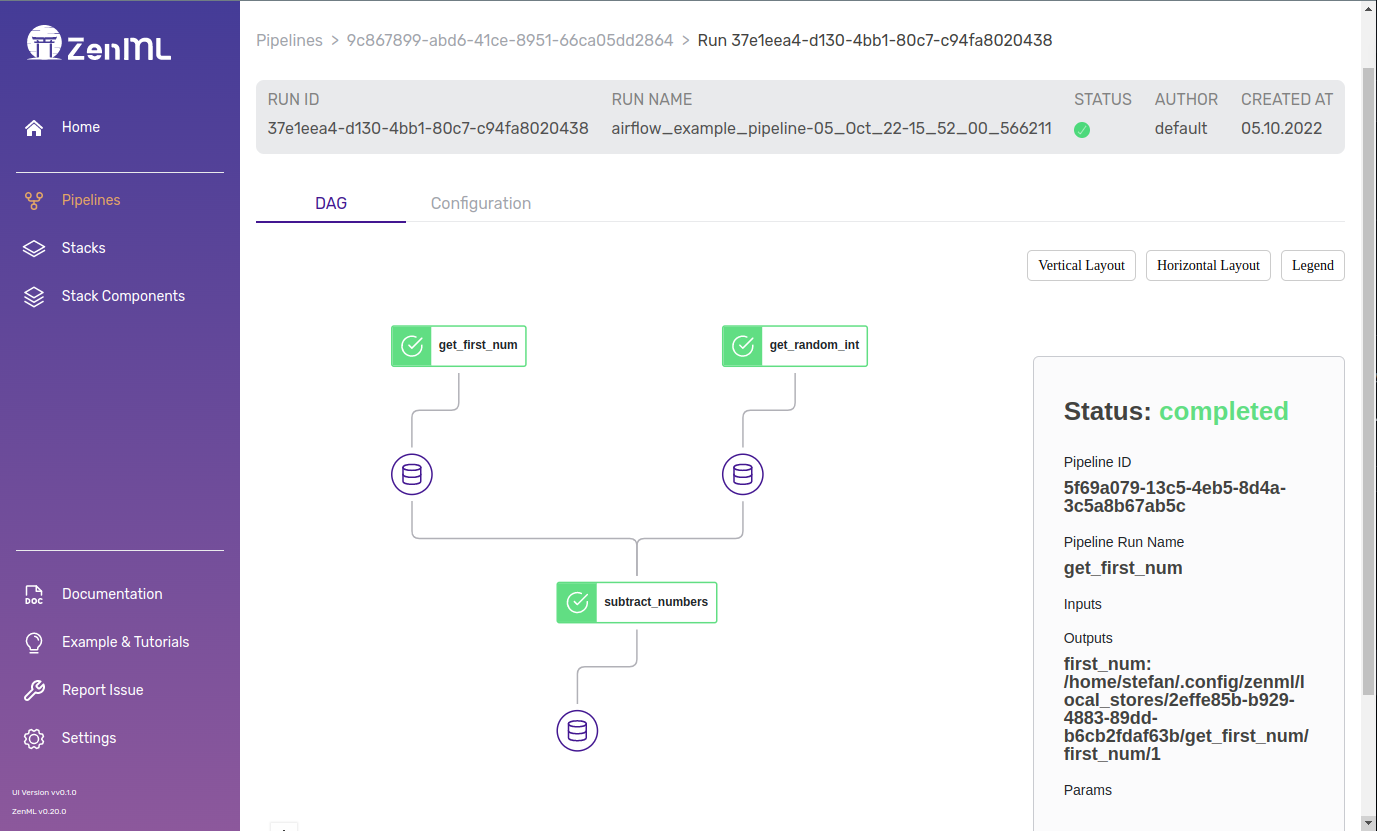 ZenML
Home
Pipelines
Stacks
Stack Components
Documentation
DOC
Example & Tutorials
Report Issue
Settings
UI Version vv0.1.0
ZenML v0.20.0
Pipelines > 9c867899-abd6-41ce-8951-66ca05dd2864 > Run 37e1eea4-d130-4bb1-80c7-c94fa8020438
RUN ID RUN NAME STATUS AUTHOR CREATED AT
37e1eea4-d130-4bb1-80c7-c94fa8020438 airflow_example_pipeline-05_Oct_22-15_52_00_566211 default 05.10.2022
DAG Configuration
Vertical Layout Horizontal Layout Legend
get_first_num get_random_int
subtract_numbers
Status: completed
Pipeline ID
5f69a079-13c5-4eb5-8d4a-
3c5a8b67ab5c
Pipeline Run Name
get_first_num
Inputs
Outputs
first_num:
/home/stefan/.config/zenml/l
ocal_stores/2effe85b-b929-
4883-89dd-
b6cb2fdaf63b/get_first_num/
first_num/1
Params